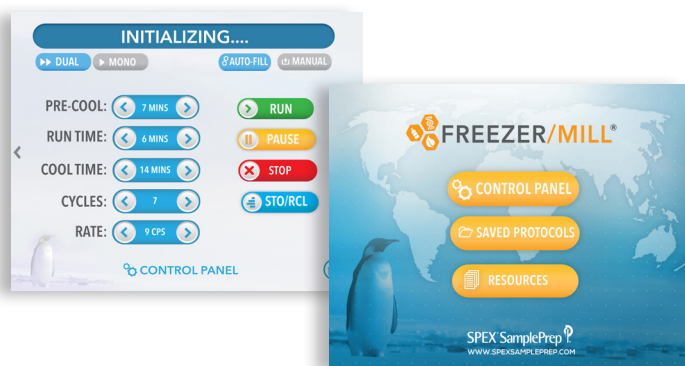 INITIALIZING....
DUAL MONO AUTO-FILL MANUAL
PRE-COOL: 7 MINS RUN
RUN TIME: 6 MINS PAUSE
COOL TIME: 14 MINS STOP
CYCLES: 7 STO/RCL
RATE: 9 CPS
CONTROL PANEL
FREEZER/MILL®
CONTROL PANEL
SAVED PROTOCOLS
RESOURCES
SPEX SamplePrep
WWW.SPEXSAMPLEPREP.COM